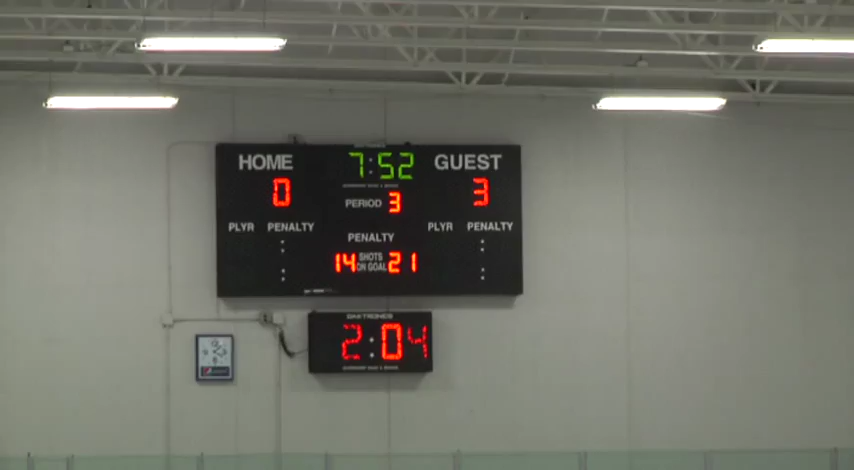 HOME 7:52 GUEST
0 3
PERIOD 3
PLYR PENALTY PLYR PENALTY
PENALTY
14 SHOTS ON GOAL 21
DAKTRONICS
2:04